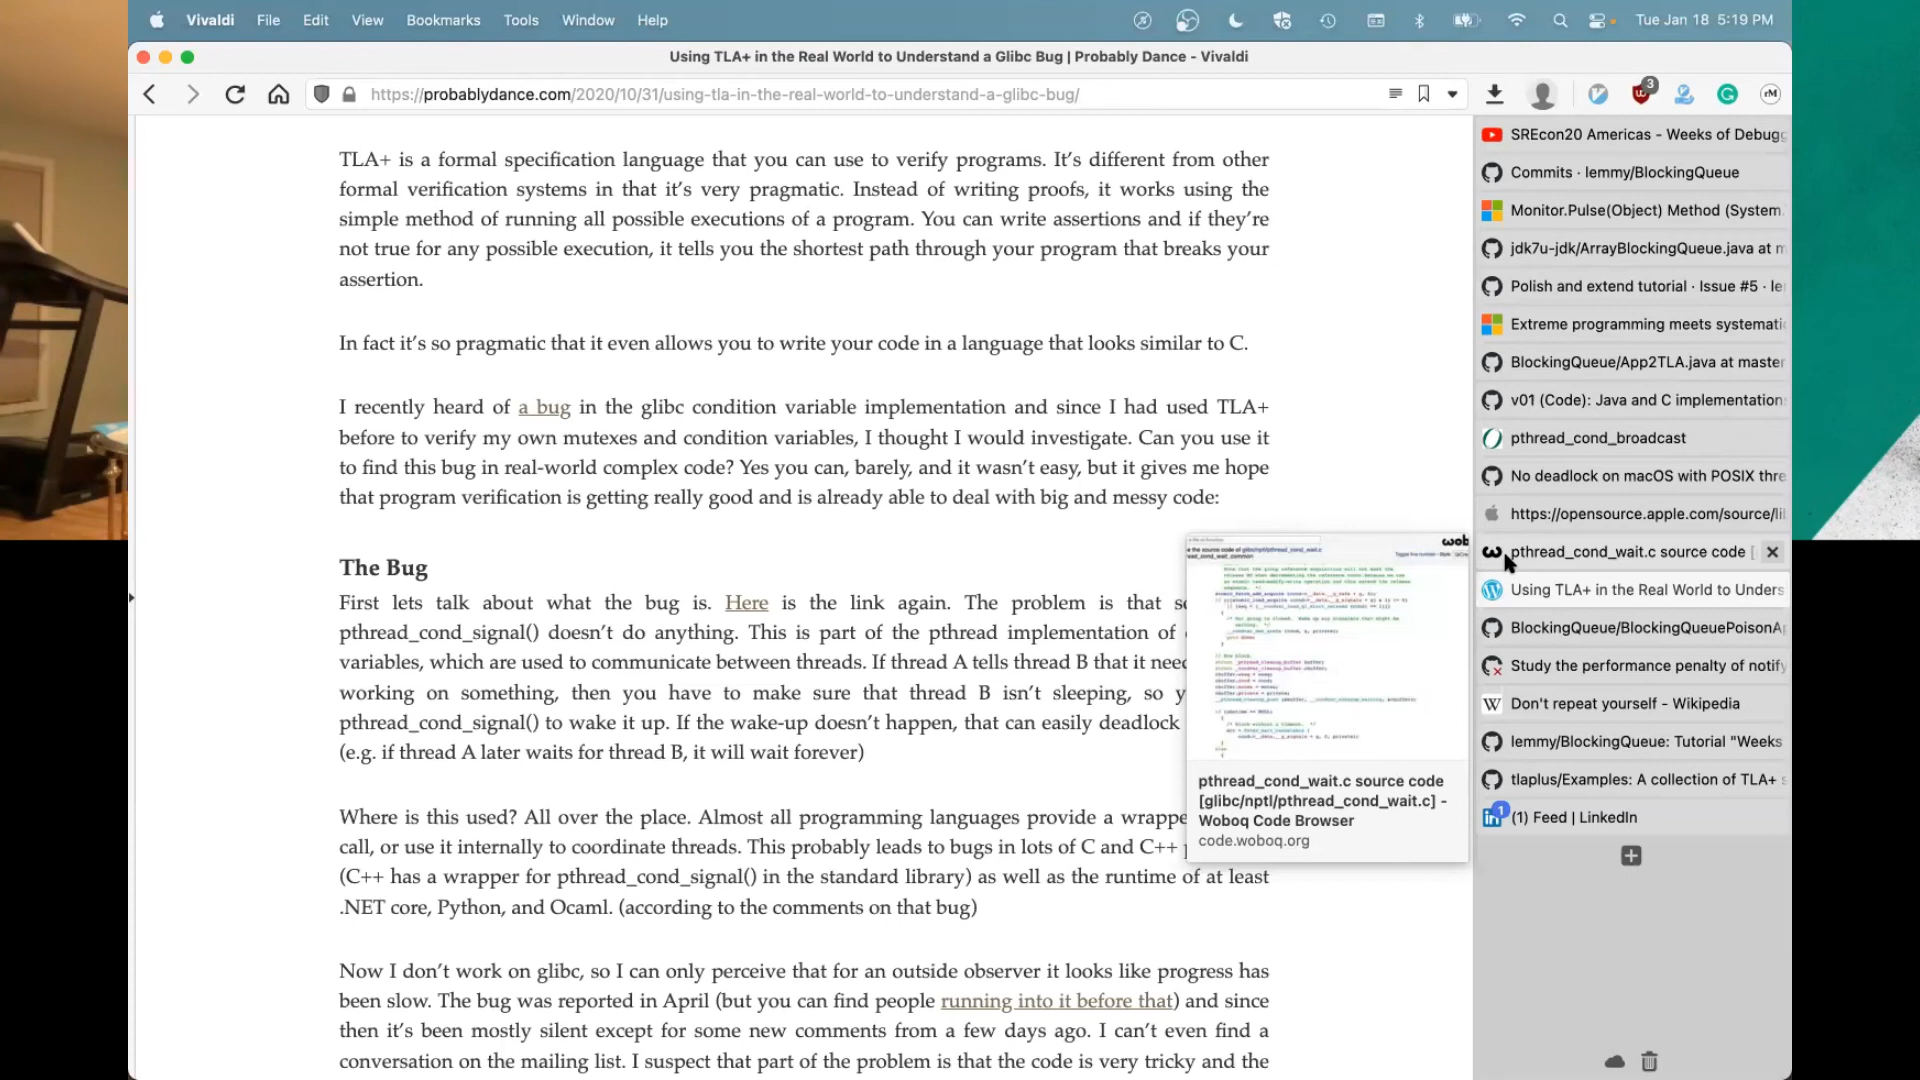 Vivaldi File Edit View Bookmarks Tools Window Help Tue Jan 18 5:19 PM
Using TLA+ in the Real World to Understand a Glibc Bug | Probably Dance - Vivaldi
https://probablydance.com/2020/10/31/using-tla-in-the-real-world-to-understand-a-glibc-bug/
3
rM
TLA+ is a formal specification language that you can use to verify programs. It's different from other
formal verification systems in that it's very pragmatic. Instead of writing proofs, it works using the
simple method of running all possible executions of a program. You can write assertions and if they're
not true for any possible execution, it tells you the shortest path through your program that breaks your
assertion.
In fact it's so pragmatic that it even allows you to write your code in a language that looks similar to C.
I recently heard of a bug in the glibc condition variable implementation and since I had used TLA+
before to verify my own mutexes and condition variables, I thought I would investigate. Can you use it
to find this bug in real-world complex code? Yes you can, barely, and it wasn't easy, but it gives me hope
that program verification is getting really good and is already able to deal with big and messy code:
The Bug
First lets talk about what the bug is. Here is the link again. The problem is that
pthread_cond_signal() doesn't do anything. This is part of the pthread implementation of
variables, which are used to communicate between threads. If thread A tells thread B that it
working on something, then you have to make sure that thread B isn't sleeping, so
pthread_cond_signal() to wake it up. If the wake-up doesn't happen, that can easily deadlock
(e.g. if thread A later waits for thread B, it will wait forever)
Where is this used? All over the place. Almost all programming languages provide a
call, or use it internally to coordinate threads. This probably leads to bugs in lots of C and C++
(C++ has a wrapper for pthread_cond_signal() in the standard library) as well as the runtime of at least
.NET core, Python, and Ocaml. (according to the comments on that bug)
Now I don't work on glibc, so I can only perceive that for an outside observer it looks like progress has
been slow. The bug was reported in April (but you can find people running into it before that) and since
then it's been mostly silent except for some new comments from a few days ago. I can't even find a
conversation on the mailing list. I suspect that part of the problem is that the code is very tricky and the
pthread_cond_wait.c source code
[glibc/nptl/pthread_cond_wait.c] -
Woboq Code Browser
code.woboq.org
SREcon20 Americas - Weeks of Debugg
Commits · lemmy/BlockingQueue
Monitor.Pulse(Object) Method (System.
jdk7u-jdk/ArrayBlockingQueue.java at m
Polish and extend tutorial · Issue #5 · le
Extreme programming meets systemati
BlockingQueue/App2TLA.java at master
v01 (Code): Java and C implementation
pthread_cond_broadcast
No deadlock on macOS with POSIX thre
https://opensource.apple.com/source/li
pthread_cond_wait.c source code [
Using TLA+ in the Real World to Unders
BlockingQueue/BlockingQueuePoisonA
Study the performance penalty of notify
Don't repeat yourself - Wikipedia
lemmy/BlockingQueue: Tutorial "Weeks
tlaplus/Examples: A collection of TLA+
(1) Feed | LinkedIn